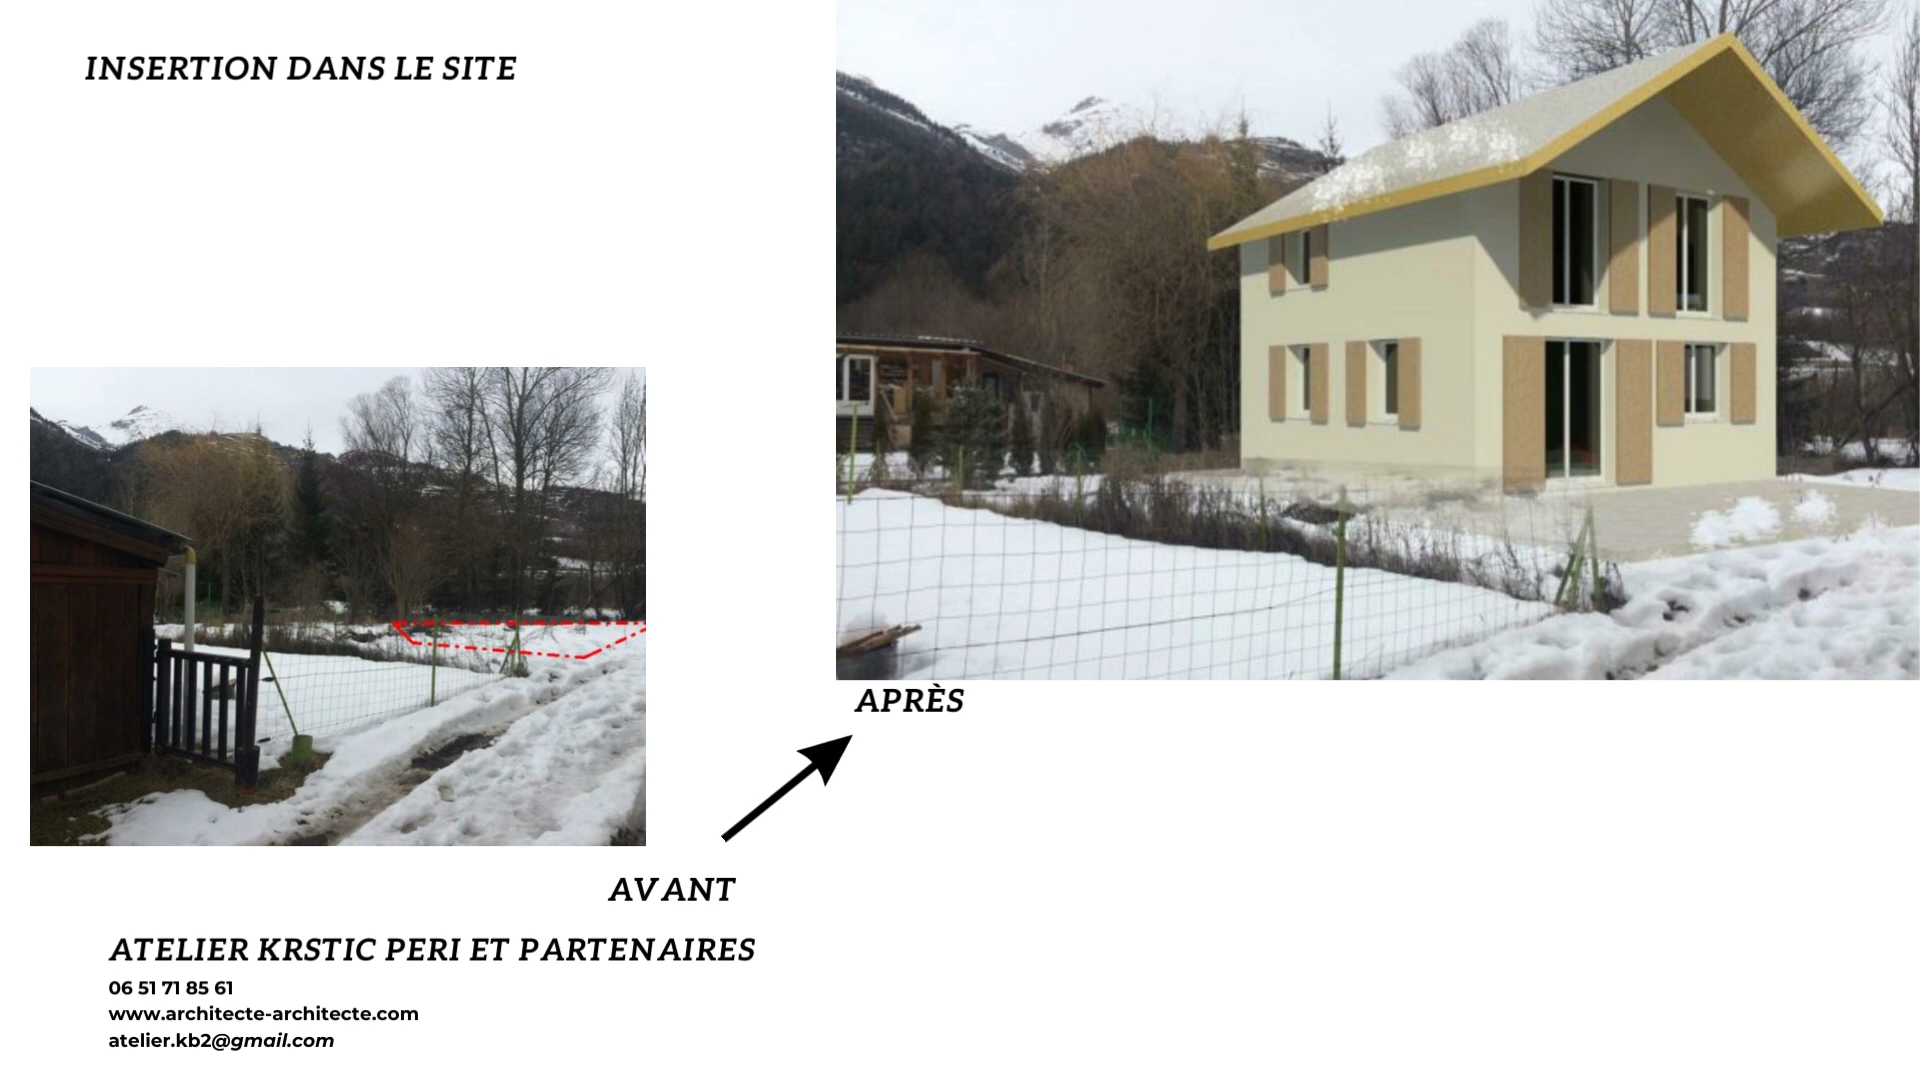 INSERTION DANS LE SITE
APRÈS
AVANT
ATELIER KRSTIC PERI ET PARTENAIRES
06 51 71 85 61
www.architecte-architecte.com
atelier.kb2@gmail.com